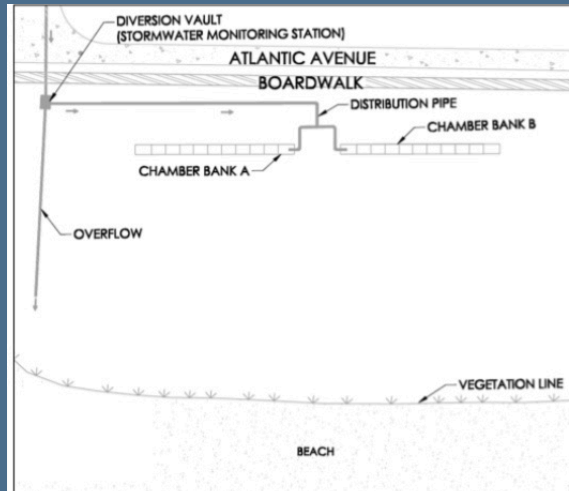 DIVERSION VAULT
(STORMWATER MONITORING STATION)
ATLANTIC AVENUE
BOARDWALK
DISTRIBUTION PIPE
CHAMBER BANK B
CHAMBER BANK A
OVERFLOW
VEGETATION LINE
BEACH